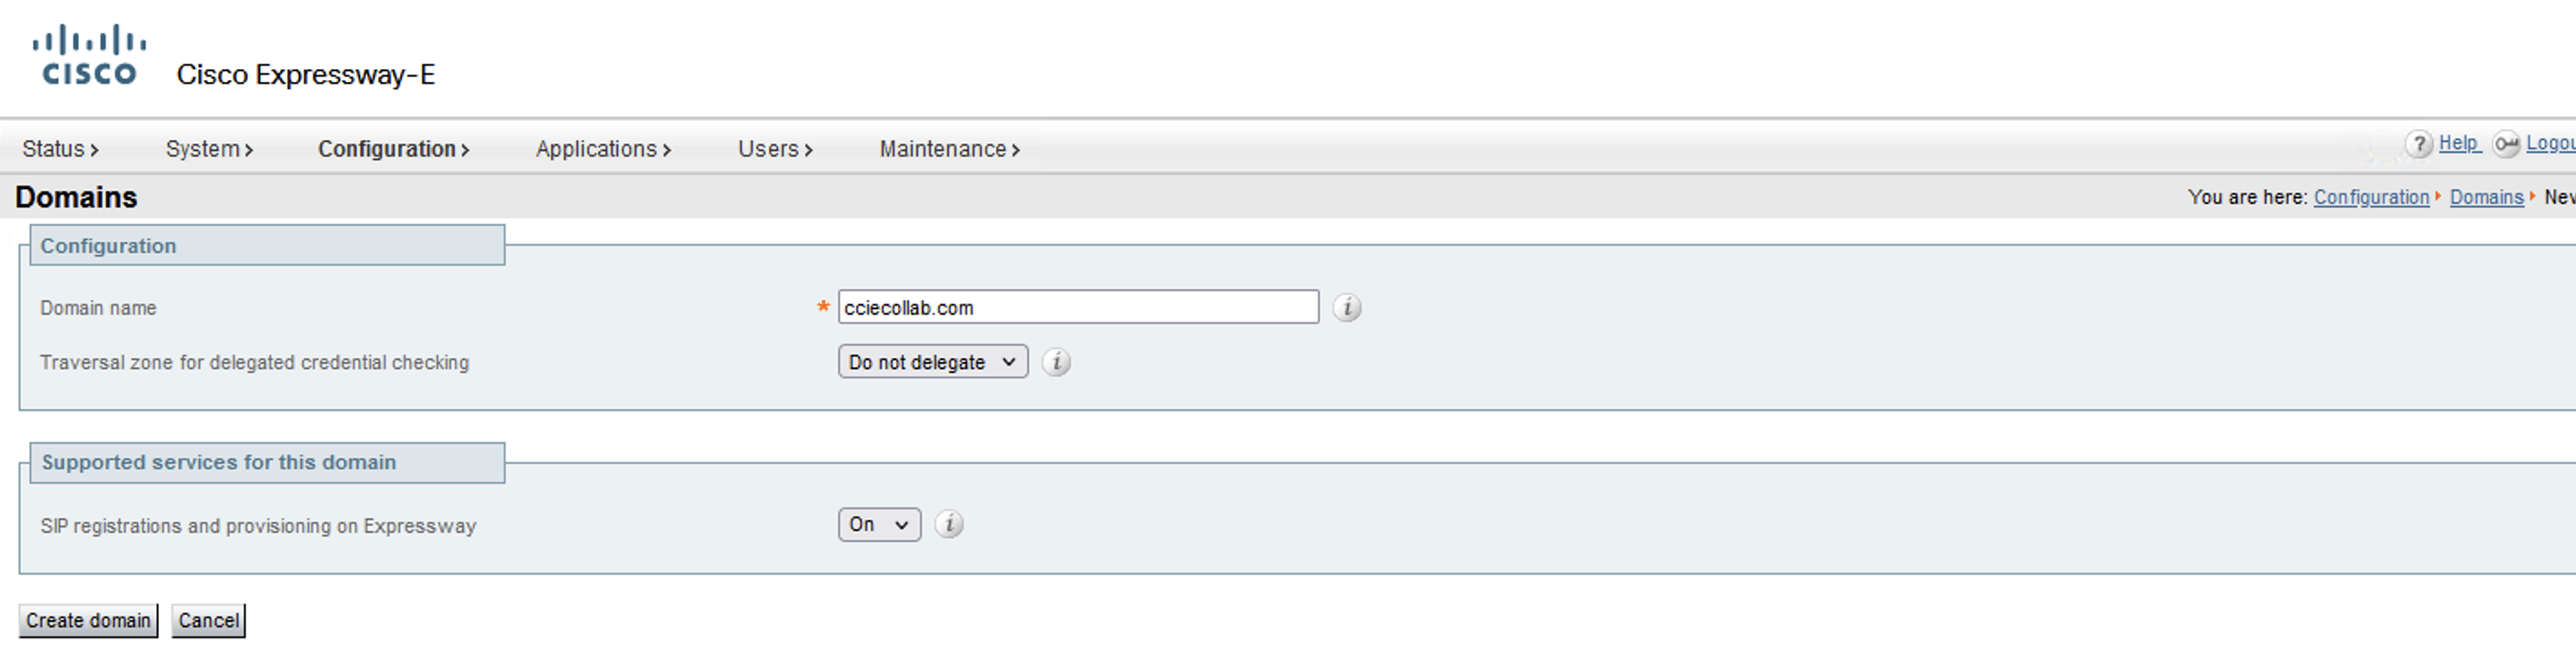 CISCO Cisco Expressway-E
Status› System› Configuration› Applications› Users› Maintenance› ? Help Logou
Domains You are here: Configuration Domains Nev
Configuration
Domain name * cciecollab.com i
Traversal zone for delegated credential checking Do not delegate i
Supported services for this domain
SIP registrations and provisioning on Expressway On i
Create domain Cancel